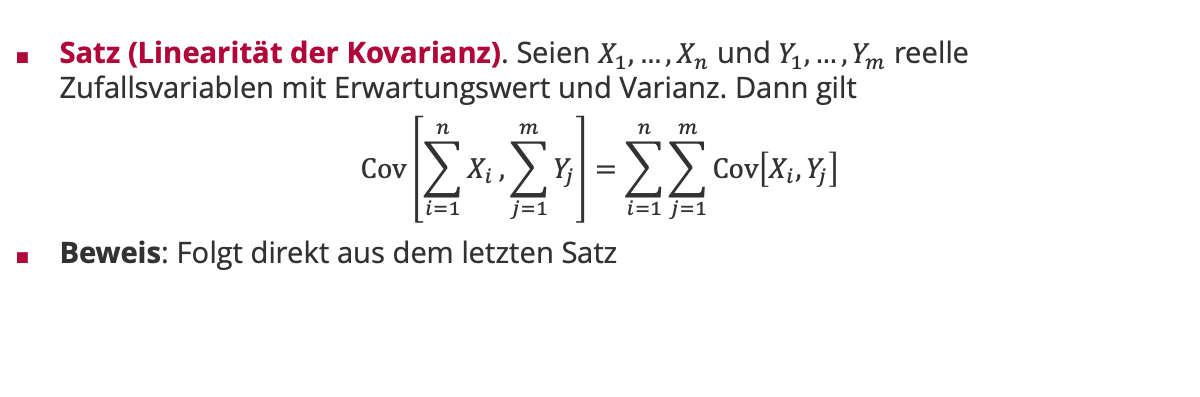 ▪ Satz (Linearität der Kovarianz). Seien X₁, … , Xₙ und Y₁, … , Yₘ reelle
Zufallsvariablen mit Erwartungswert und Varianz. Dann gilt
Cov[∑ᵢ₌₁ⁿ Xᵢ , ∑ⱼ₌₁ᵐ Yⱼ] = ∑ᵢ₌₁ⁿ ∑ⱼ₌₁ᵐ Cov[Xᵢ, Yⱼ]
▪ Beweis: Folgt direkt aus dem letzten Satz